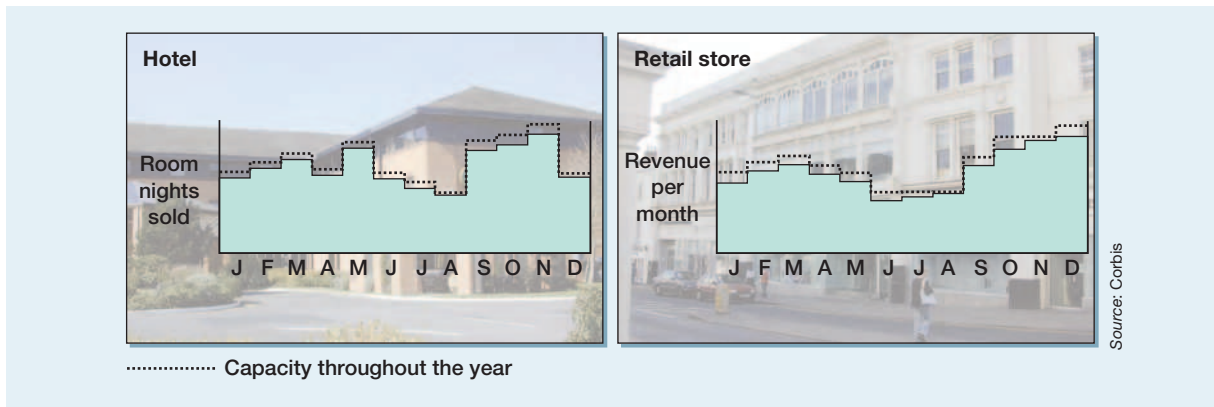 Hotel
Room
nights
sold
J F M A M J J A S O N D
Retail store
Revenue
per
month
J F M A M J J A S O N D
Source: Corbis
Capacity throughout the year